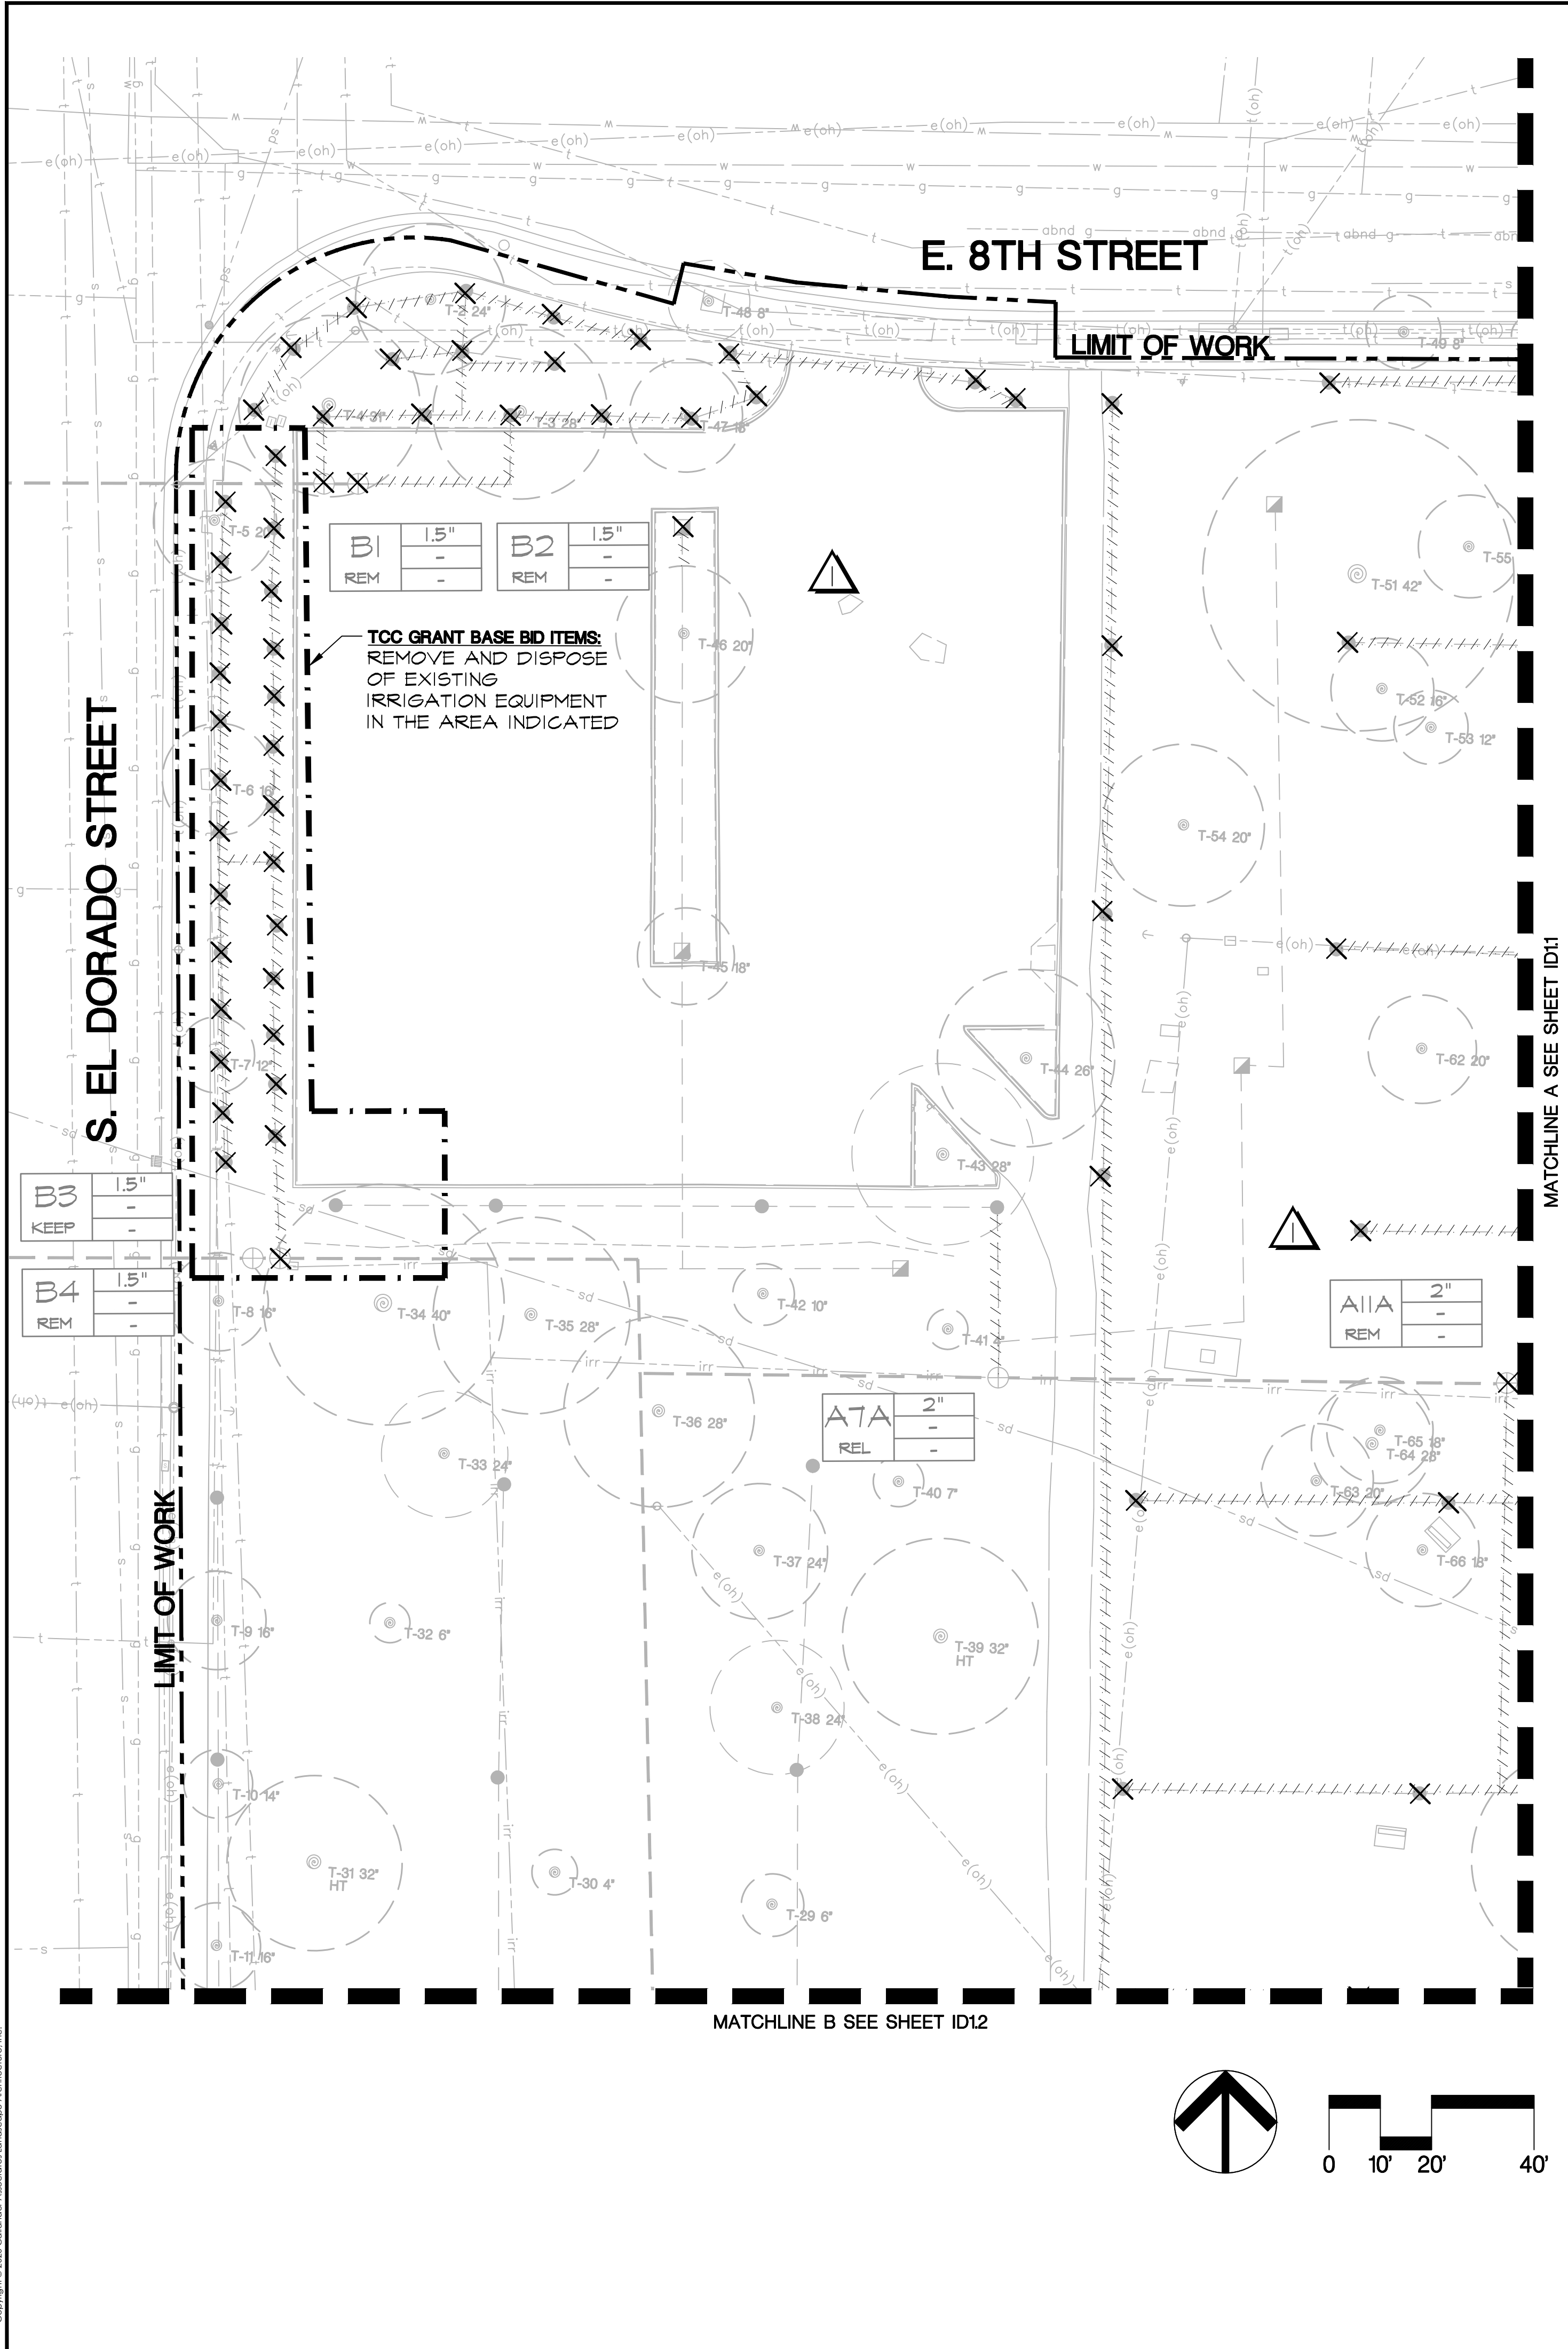 E. 8TH STREET
LIMIT OF WORK
T-2 24"
T-48 8"
T-49 8"
T-4 31"
T-3 28"
T-47 18"
T-5 20"
B1
REM
1.5"
-
-
B2
REM
1.5"
-
-
T-55
T-51 42"
TCC GRANT BASE BID ITEMS:
REMOVE AND DISPOSE
OF EXISTING
IRRIGATION EQUIPMENT
IN THE AREA INDICATED
T-46 20"
T-52 16"
T-53 12"
S. EL DORADO STREET
T-6 16"
T-54 20"
T-45 18"
MATCHLINE A SEE SHEET ID1.1
T-7 12"
T-44 26"
T-62 20"
T-43 28"
B3
KEEP
1.5"
-
-
B4
REM
1.5"
-
-
T-8 16"
T-34 40"
T-35 28"
T-42 10"
T-41 4"
A11A
REM
2"
-
-
A7A
REL
2"
-
-
T-36 28"
T-33 24"
T-40 7"
T-65 18"
T-64 28"
T-63 20"
T-66 18"
T-37 24"
LIMIT OF WORK
T-9 16"
T-32 6"
T-39 32"
HT
T-38 24"
T-10 14"
T-31 32"
HT
T-30 4"
T-29 6"
T-11 16"
MATCHLINE B SEE SHEET ID1.2
0 10' 20' 40'